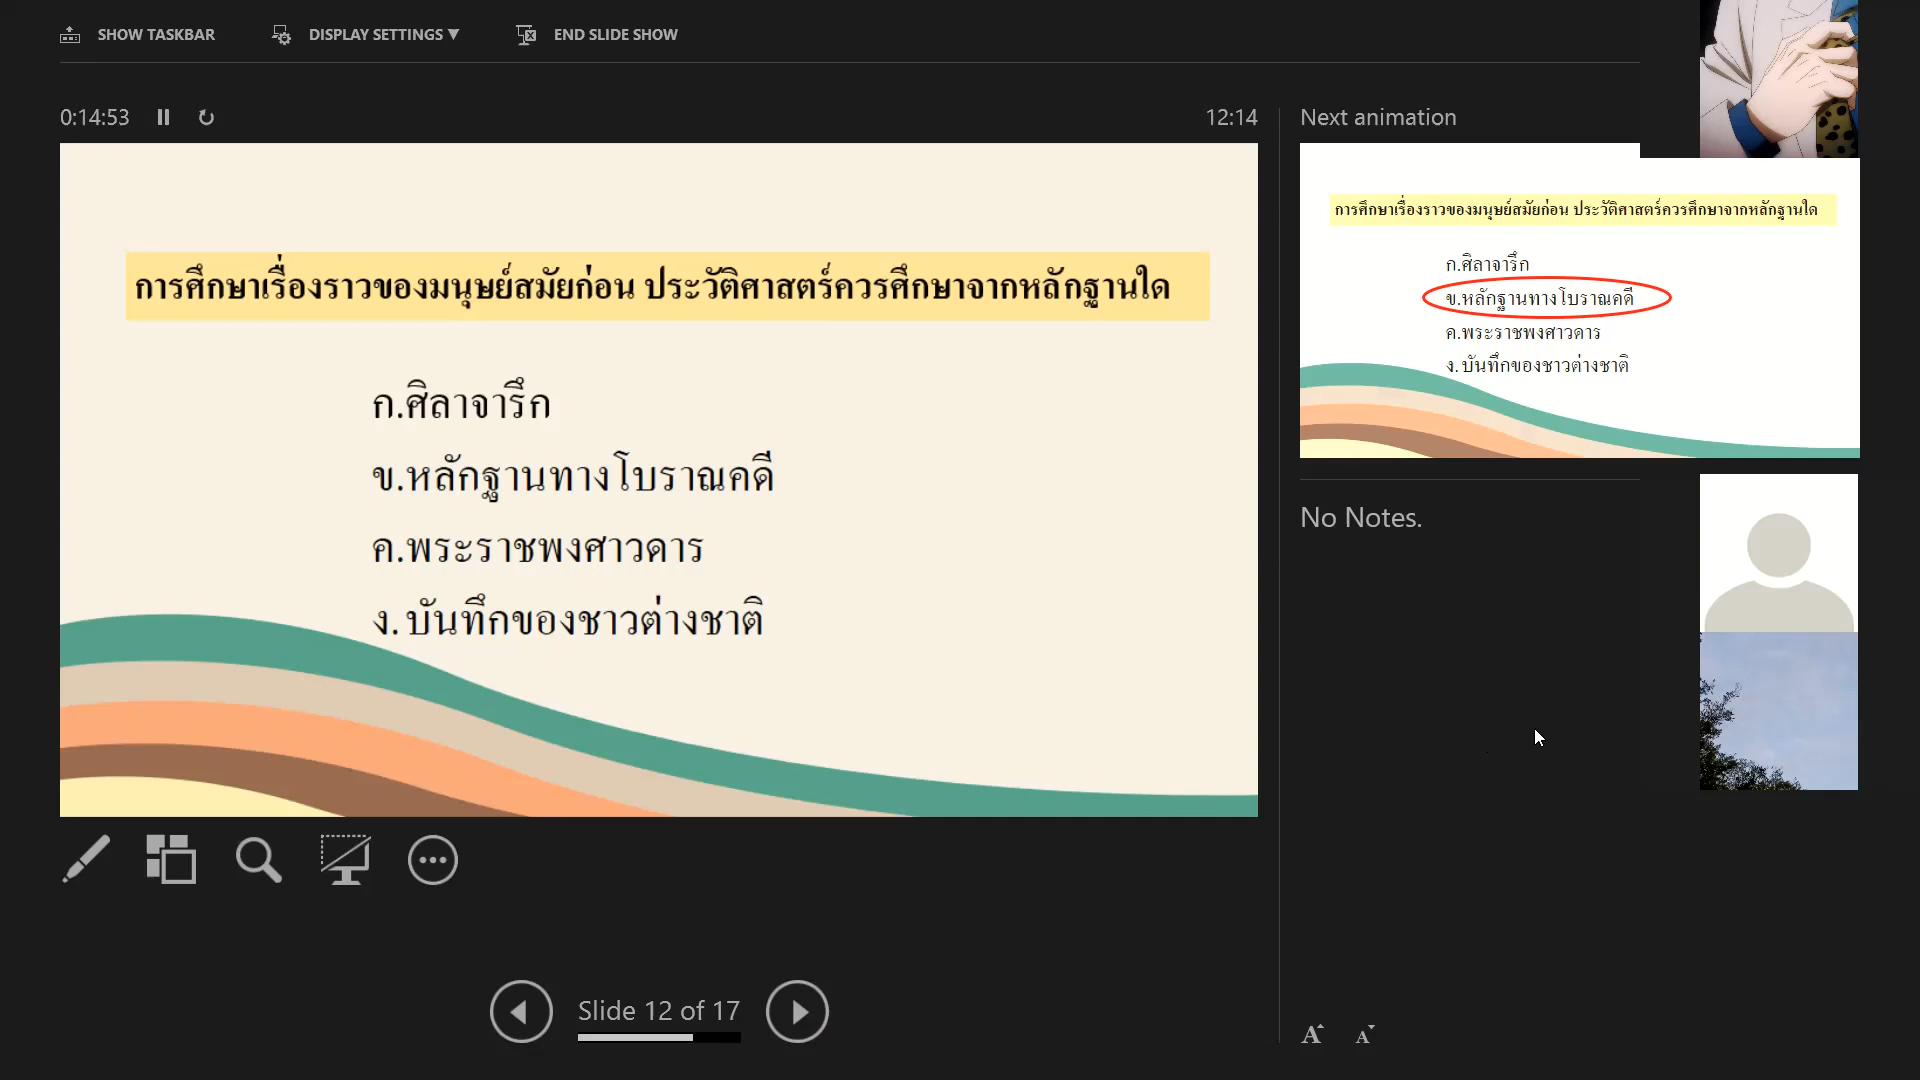 SHOW TASKBAR
DISPLAY SETTINGS ▼
END SLIDE SHOW
0:14:53
12:14
Next animation
การศึกษาเรื่องราวของมนุษย์สมัยก่อน ประวัติศาสตร์ควรศึกษาจากหลักฐานใด
ก.ศิลาจารึก
ข.หลักฐานทางโบราณคดี
ค.พระราชพงศาวดาร
ง. บันทึกของชาวต่างชาติ
การศึกษาเรื่องราวของมนุษย์สมัยก่อน ประวัติศาสตร์ควรศึกษาจากหลักฐานใด
ก.ศิลาจารึก
ข.หลักฐานทางโบราณคดี
ค.พระราชพงศาวดาร
ง. บันทึกของชาวต่างชาติ
No Notes.
Slide 12 of 17
A A